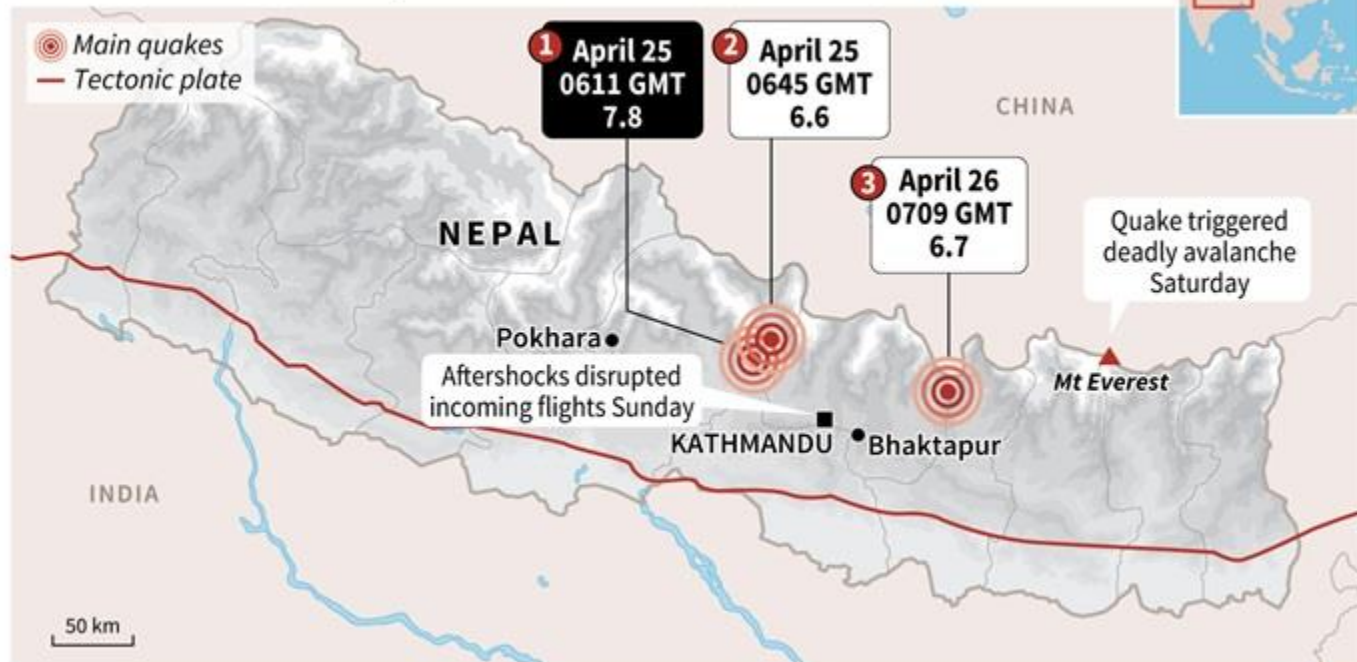 Main quakes
Tectonic plate
1
April 25
0611 GMT
7.8
2
April 25
0645 GMT
6.6
CHINA
3
April 26
0709 GMT
6.7
Quake triggered
deadly avalanche
Saturday
NEPAL
Pokhara
Mt Everest
Aftershocks disrupted
incoming flights Sunday
KATHMANDU
Bhaktapur
INDIA
50 km